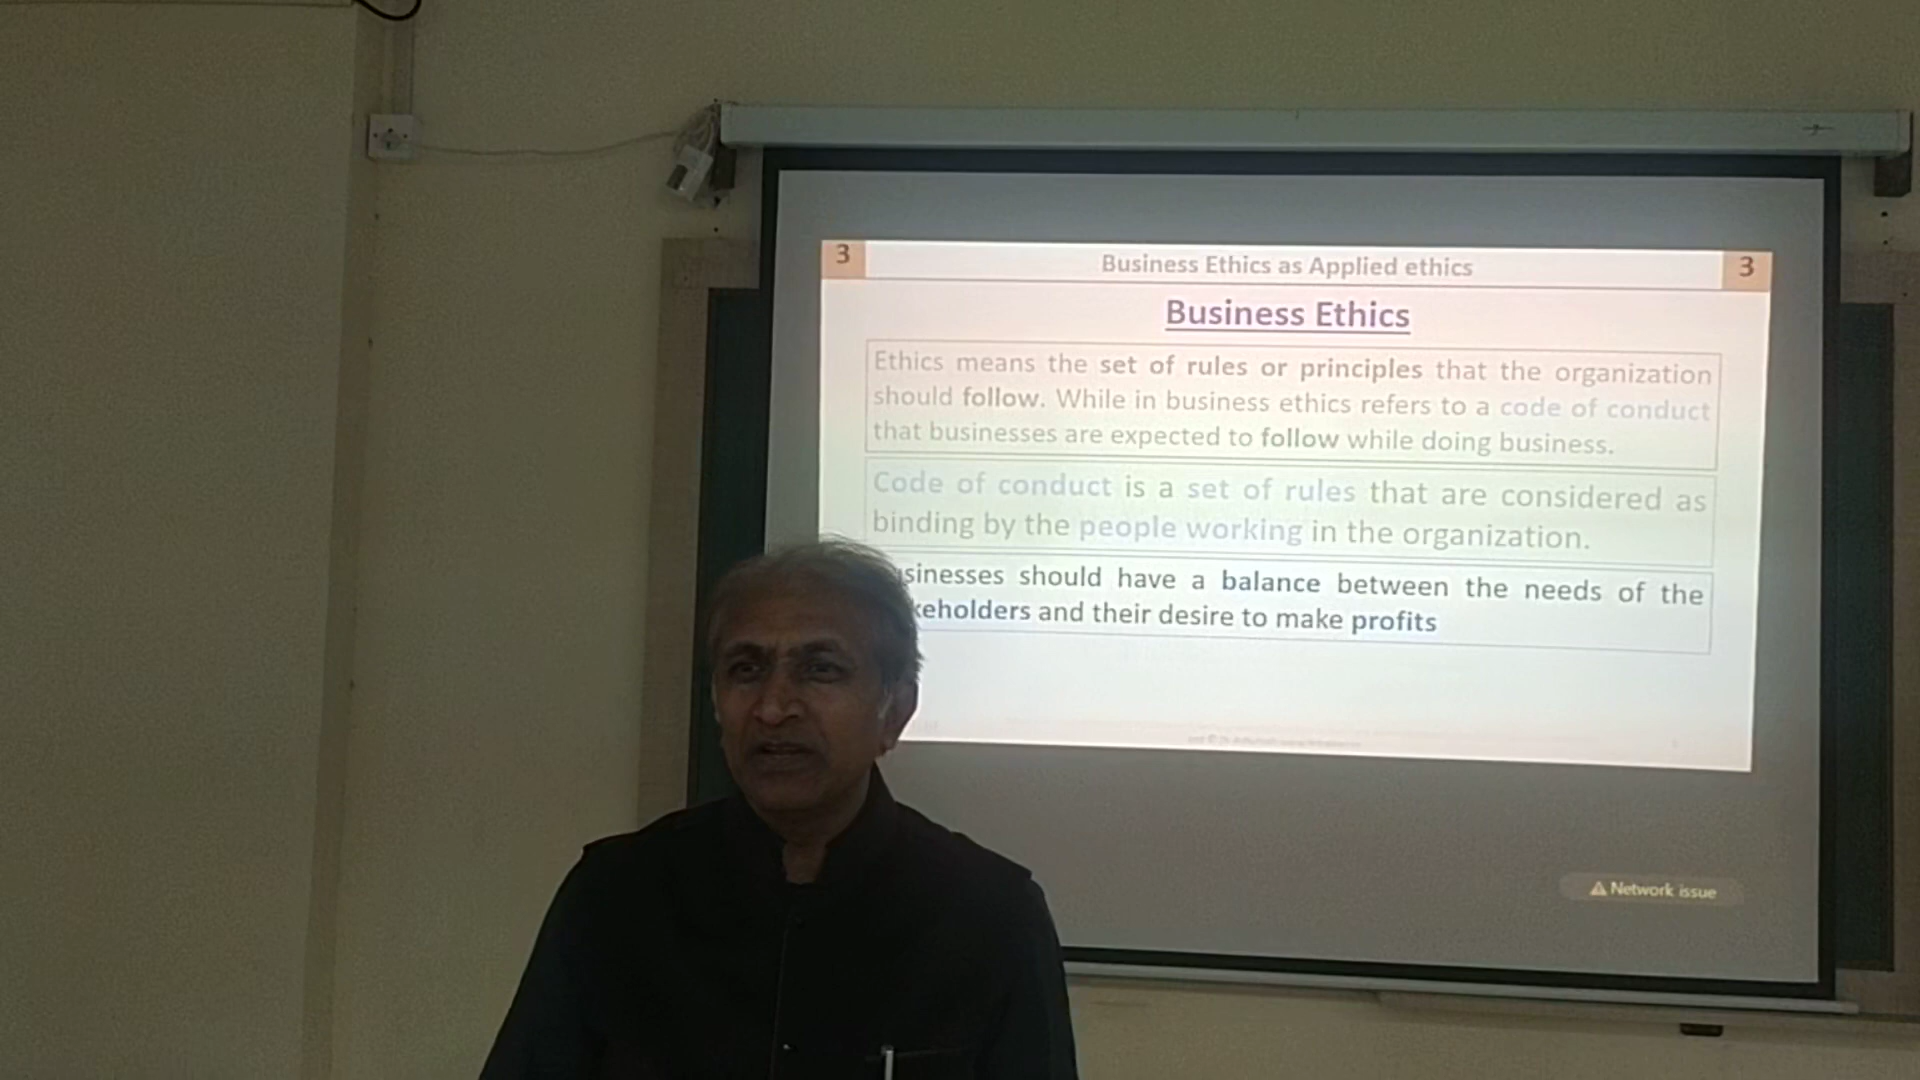 3 Business Ethics as Applied ethics 3
Business Ethics
Ethics means the set of rules or principles that the organization
should follow. While in business ethics refers to a code of conduct
that businesses are expected to follow while doing business.
Code of conduct is a set of rules that are considered as
binding by the people working in the organization.
sinesses should have a balance between the needs of the
keholders and their desire to make profits
Network issue